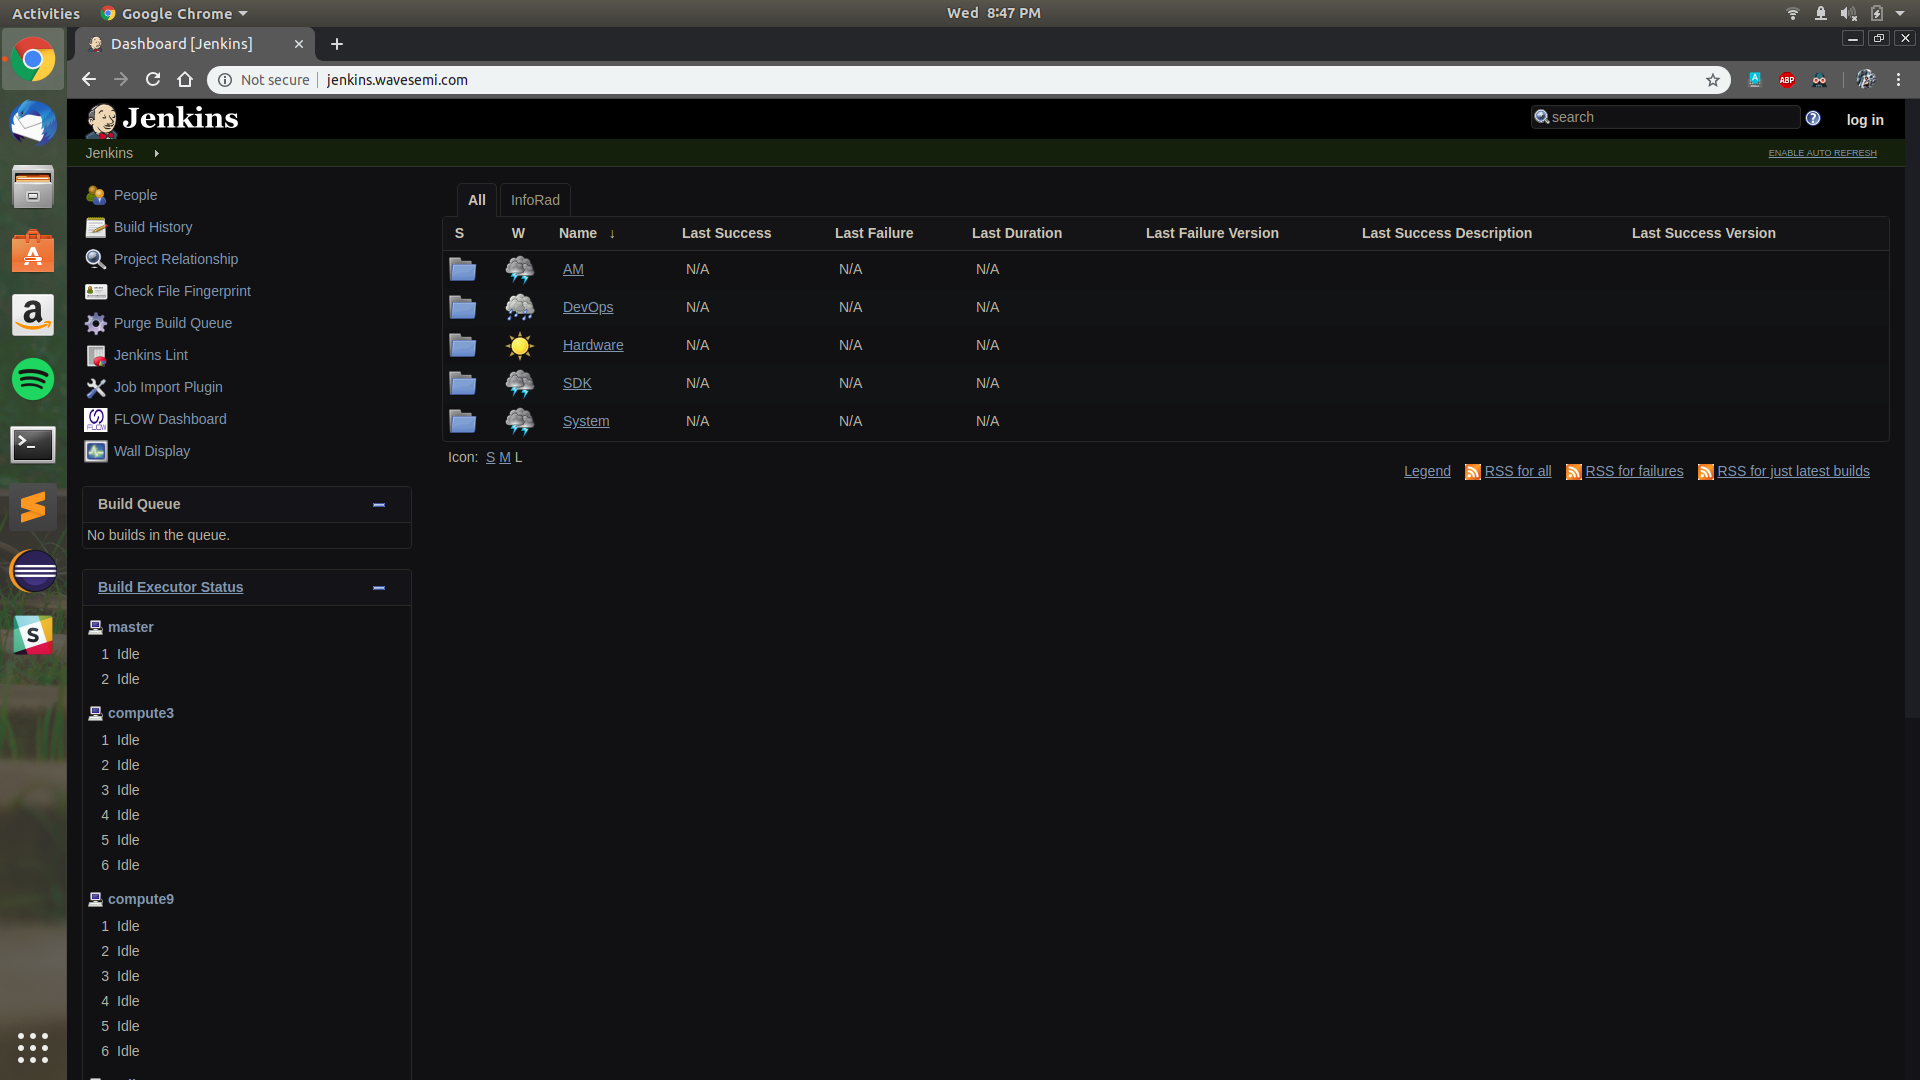 Activities Google Chrome Wed 8:47 PM
Dashboard [Jenkins]
Not secure jenkins.wavesemi.com ABP
Jenkins search log in
Jenkins ENABLE AUTO REFRESH
People
Build History
Project Relationship
Check File Fingerprint
Purge Build Queue
Jenkins Lint
Job Import Plugin
FLOW Dashboard
Wall Display
All InfoRad
S W Name ↓ Last Success Last Failure Last Duration Last Failure Version Last Success Description Last Success Version
AM N/A N/A N/A
DevOps N/A N/A N/A
Hardware N/A N/A N/A
SDK N/A N/A N/A
System N/A N/A N/A
Icon: S M L
Legend RSS for all RSS for failures RSS for just latest builds
Build Queue
No builds in the queue.
Build Executor Status
master
1 Idle
2 Idle
compute3
1 Idle
2 Idle
3 Idle
4 Idle
5 Idle
6 Idle
compute9
1 Idle
2 Idle
3 Idle
4 Idle
5 Idle
6 Idle